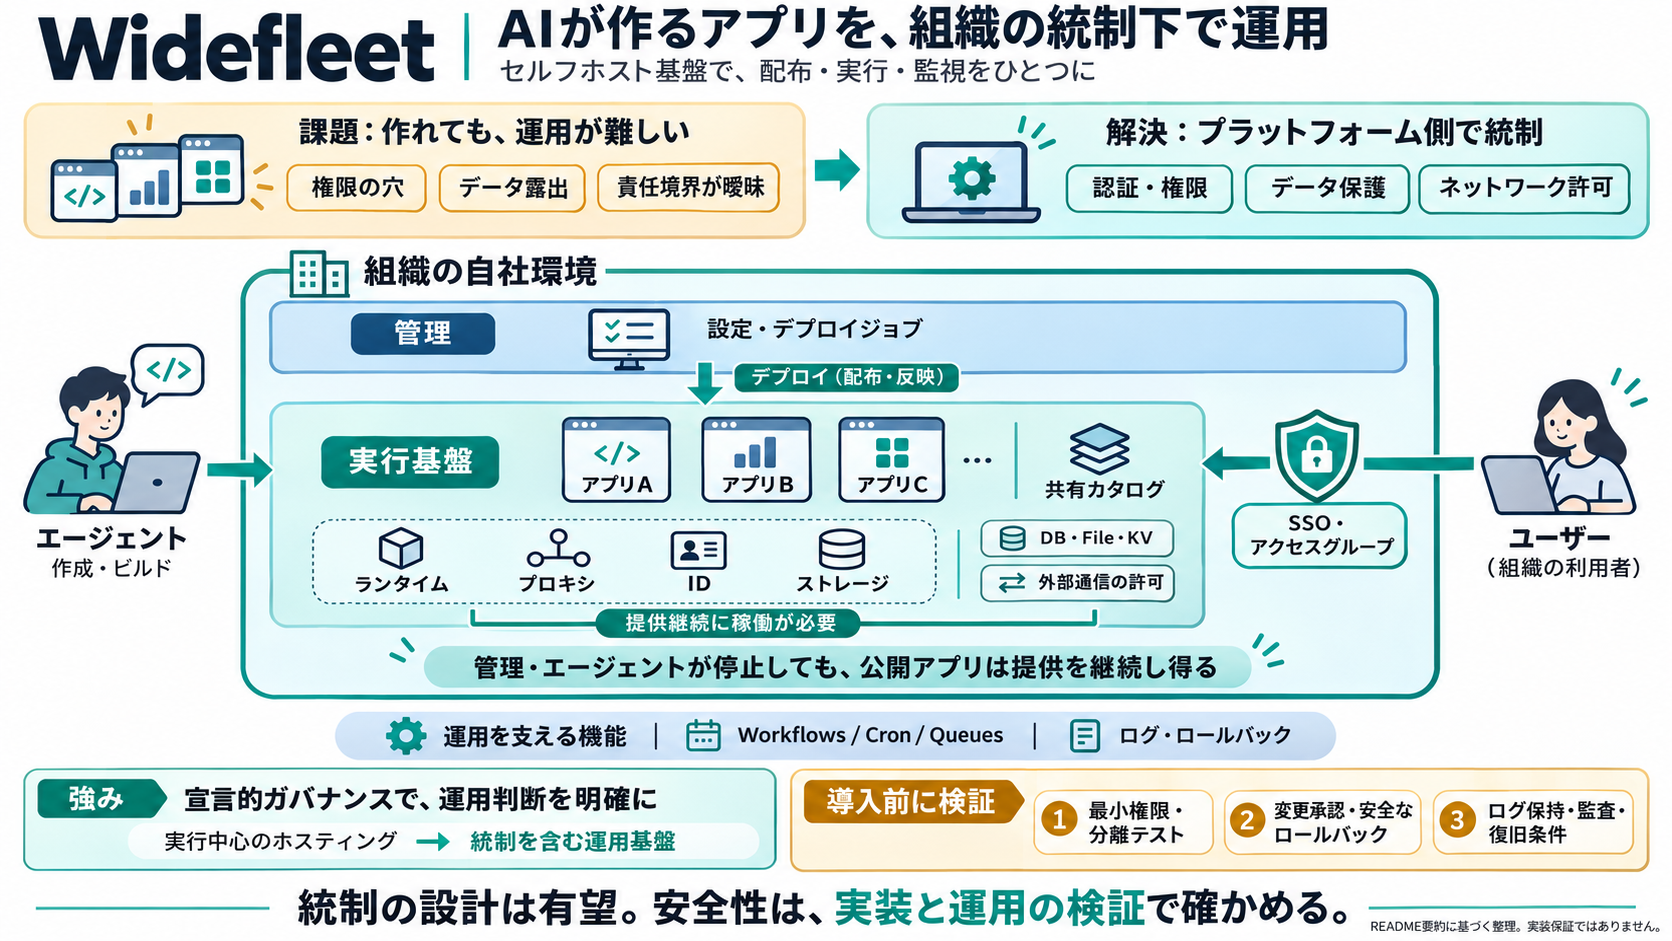 Widefleet
AIが作るアプリを、組織の統制下で運用
セルフホスト基盤で、配布・実行・監視をひとつに
課題：作れても、運用が難しい
</>
権限の穴
データ露出
責任境界が曖昧
解決：プラットフォーム側で統制
認証・権限
データ保護
ネットワーク許可
組織の自社環境
管理
設定・デプロイジョブ
デプロイ（配布・反映）
</>
エージェント
作成・ビルド
実行基盤
</>
アプリA
アプリB
アプリC
…
共有カタログ
ランタイム
プロキシ
ID
ストレージ
DB・File・KV
外部通信の許可
提供継続に稼働が必要
管理・エージェントが停止しても、公開アプリは提供を継続し得る
SSO・
アクセスグループ
ユーザー
（組織の利用者）
運用を支える機能 | Workflows / Cron / Queues | ログ・ロールバック
強み
宣言的ガバナンスで、運用判断を明確に
実行中心のホスティング → 統制を含む運用基盤
導入前に検証
1 最小権限・
分離テスト
2 変更承認・安全な
ロールバック
3 ログ保持・監査・
復旧条件
統制の設計は有望。安全性は、実装と運用の検証で確かめる。
README要約に基づく整理。実装保証ではありません。